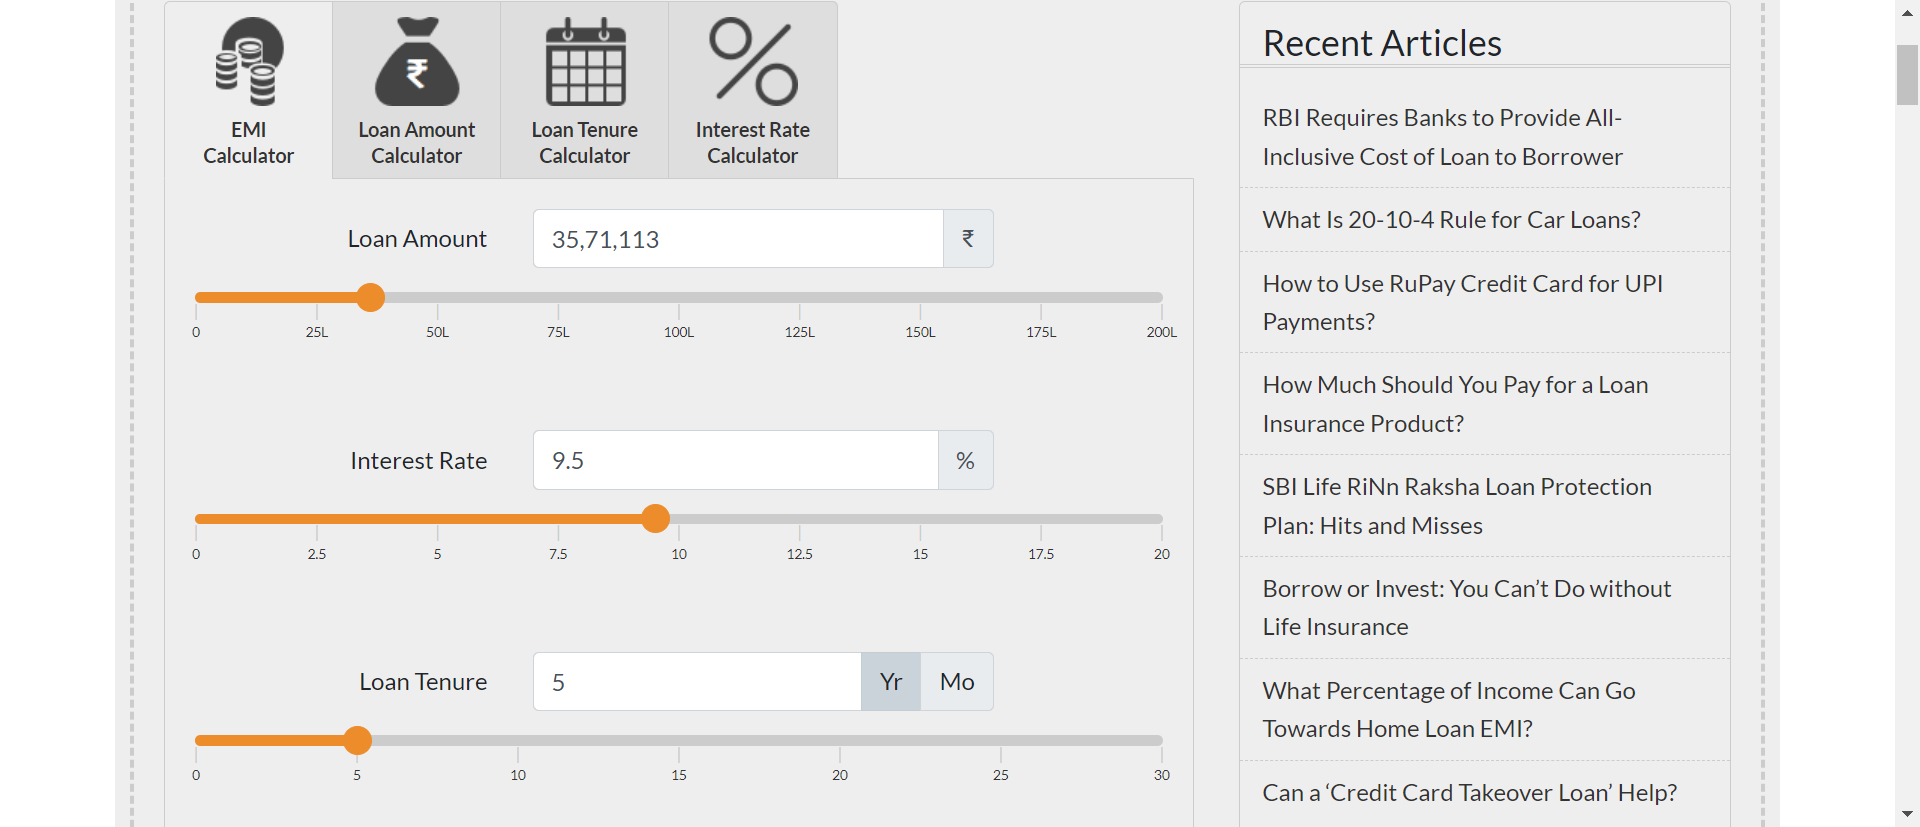 EMI
Calculator
Loan Amount
Calculator
Loan Tenure
Calculator
Interest Rate
Calculator
Loan Amount
35,71,113
₹
0 25L 50L 75L 100L 125L 150L 175L 200L
Interest Rate
9.5
%
0 2.5 5 7.5 10 12.5 15 17.5 20
Loan Tenure
5
Yr
Mo
0 5 10 15 20 25 30
Recent Articles
RBI Requires Banks to Provide All-
Inclusive Cost of Loan to Borrower
What Is 20-10-4 Rule for Car Loans?
How to Use RuPay Credit Card for UPI
Payments?
How Much Should You Pay for a Loan
Insurance Product?
SBI Life RiNn Raksha Loan Protection
Plan: Hits and Misses
Borrow or Invest: You Can’t Do without
Life Insurance
What Percentage of Income Can Go
Towards Home Loan EMI?
Can a ‘Credit Card Takeover Loan’ Help?